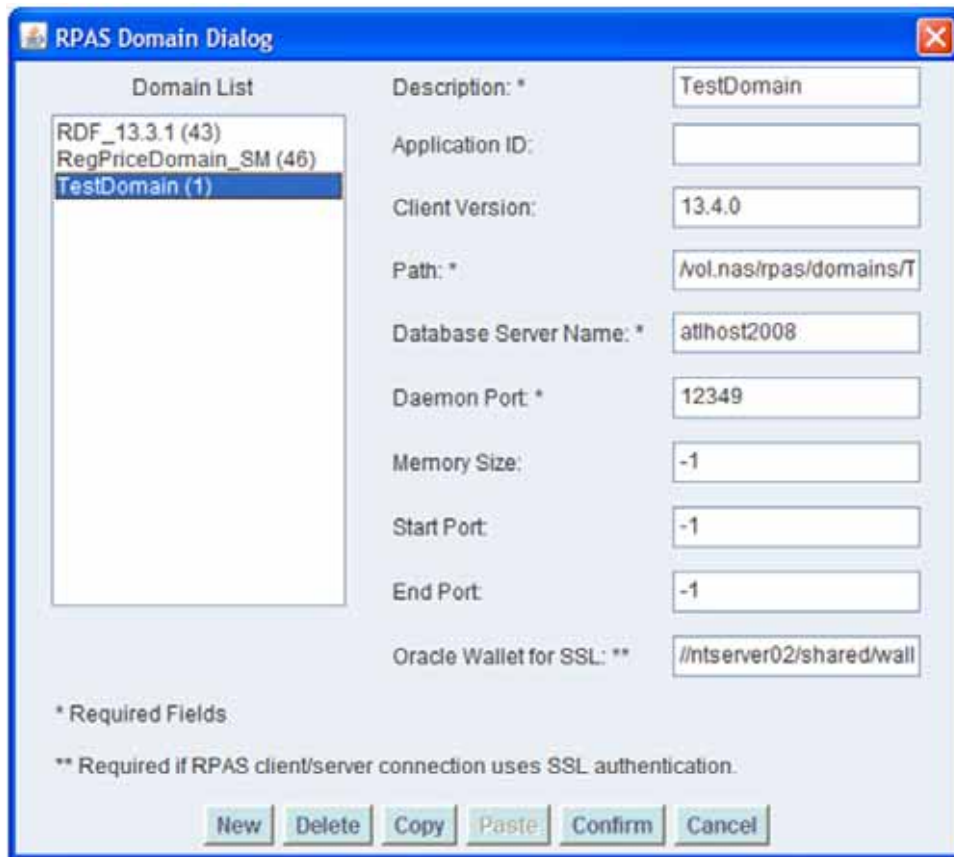 RPAS Domain Dialog
Domain List
RDF_13.3.1 (43)
RegPriceDomain_SM (46)
TestDomain (1)
Description: * TestDomain
Application ID:
Client Version: 13.4.0
Path: * /vol.nas/rpas/domains/T
Database Server Name: * atlhost2008
Daemon Port: * 12349
Memory Size: -1
Start Port: -1
End Port: -1
Oracle Wallet for SSL: ** //ntserver02/shared/wall
* Required Fields
** Required if RPAS client/server connection uses SSL authentication.
New Delete Copy Paste Confirm Cancel